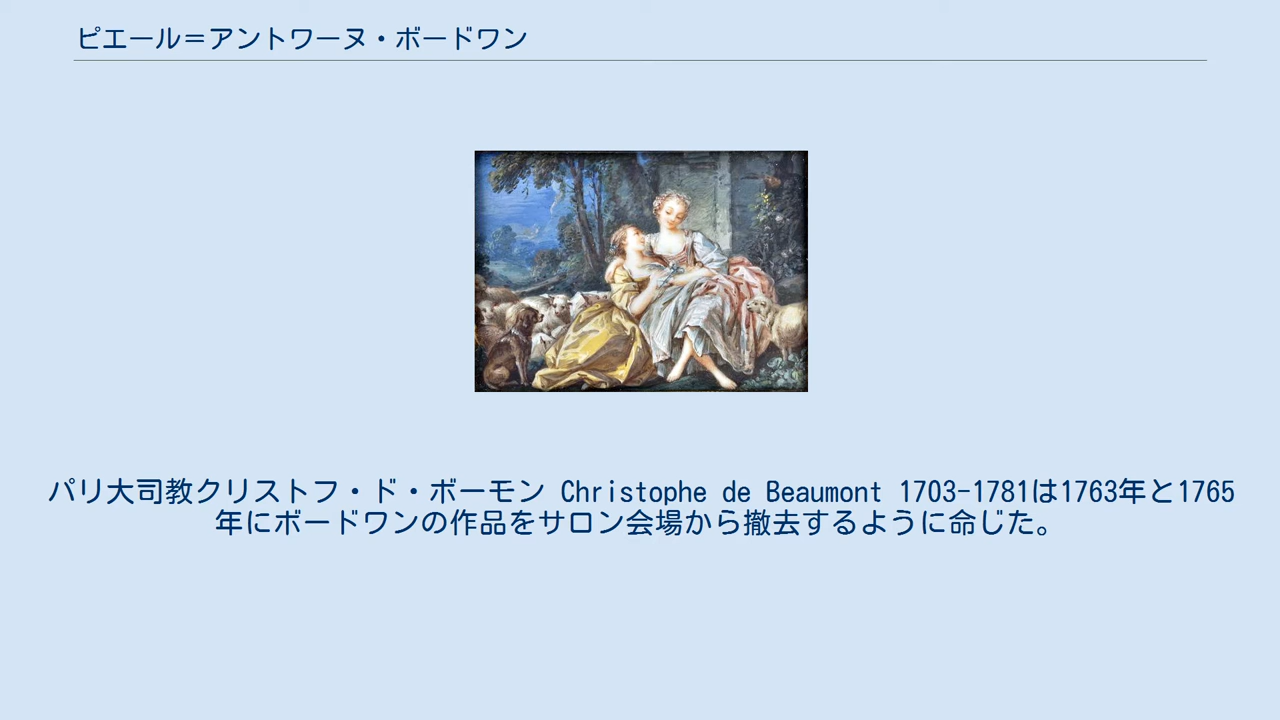 ピエール＝アントワーヌ・ボードワン
パリ大司教クリストフ・ド・ボーモン Christophe de Beaumont 1703-1781は1763年と1765
年にボードワンの作品をサロン会場から撤去するように命じた。